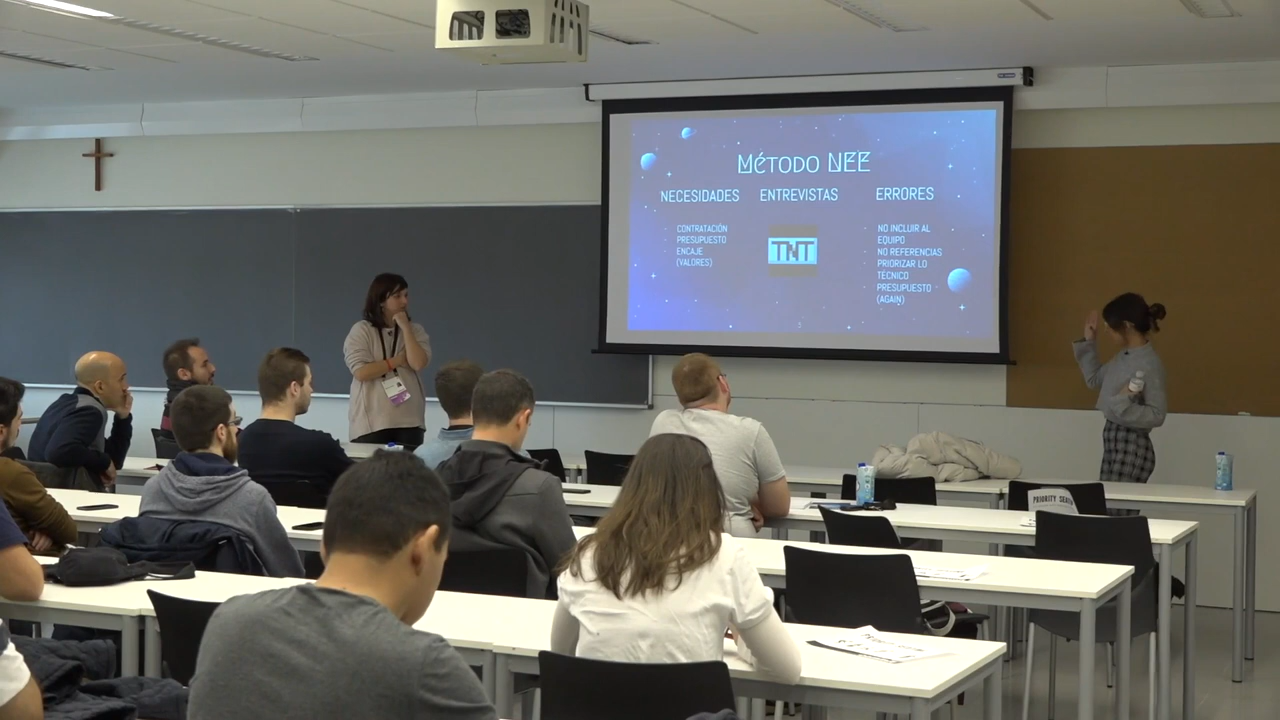 MÉTODO NEE
NECESIDADES
CONTRATACIÓN
PRESUPUESTO
ENCAJE
(VALORES)
ENTREVISTAS
TNT
ERRORES
NO INCLUIR AL
EQUIPO
NO REFERENCIAS
PRIORIZAR LO
TÉCNICO
PRESUPUESTO
(AGAIN)
PRIORITY SEATING